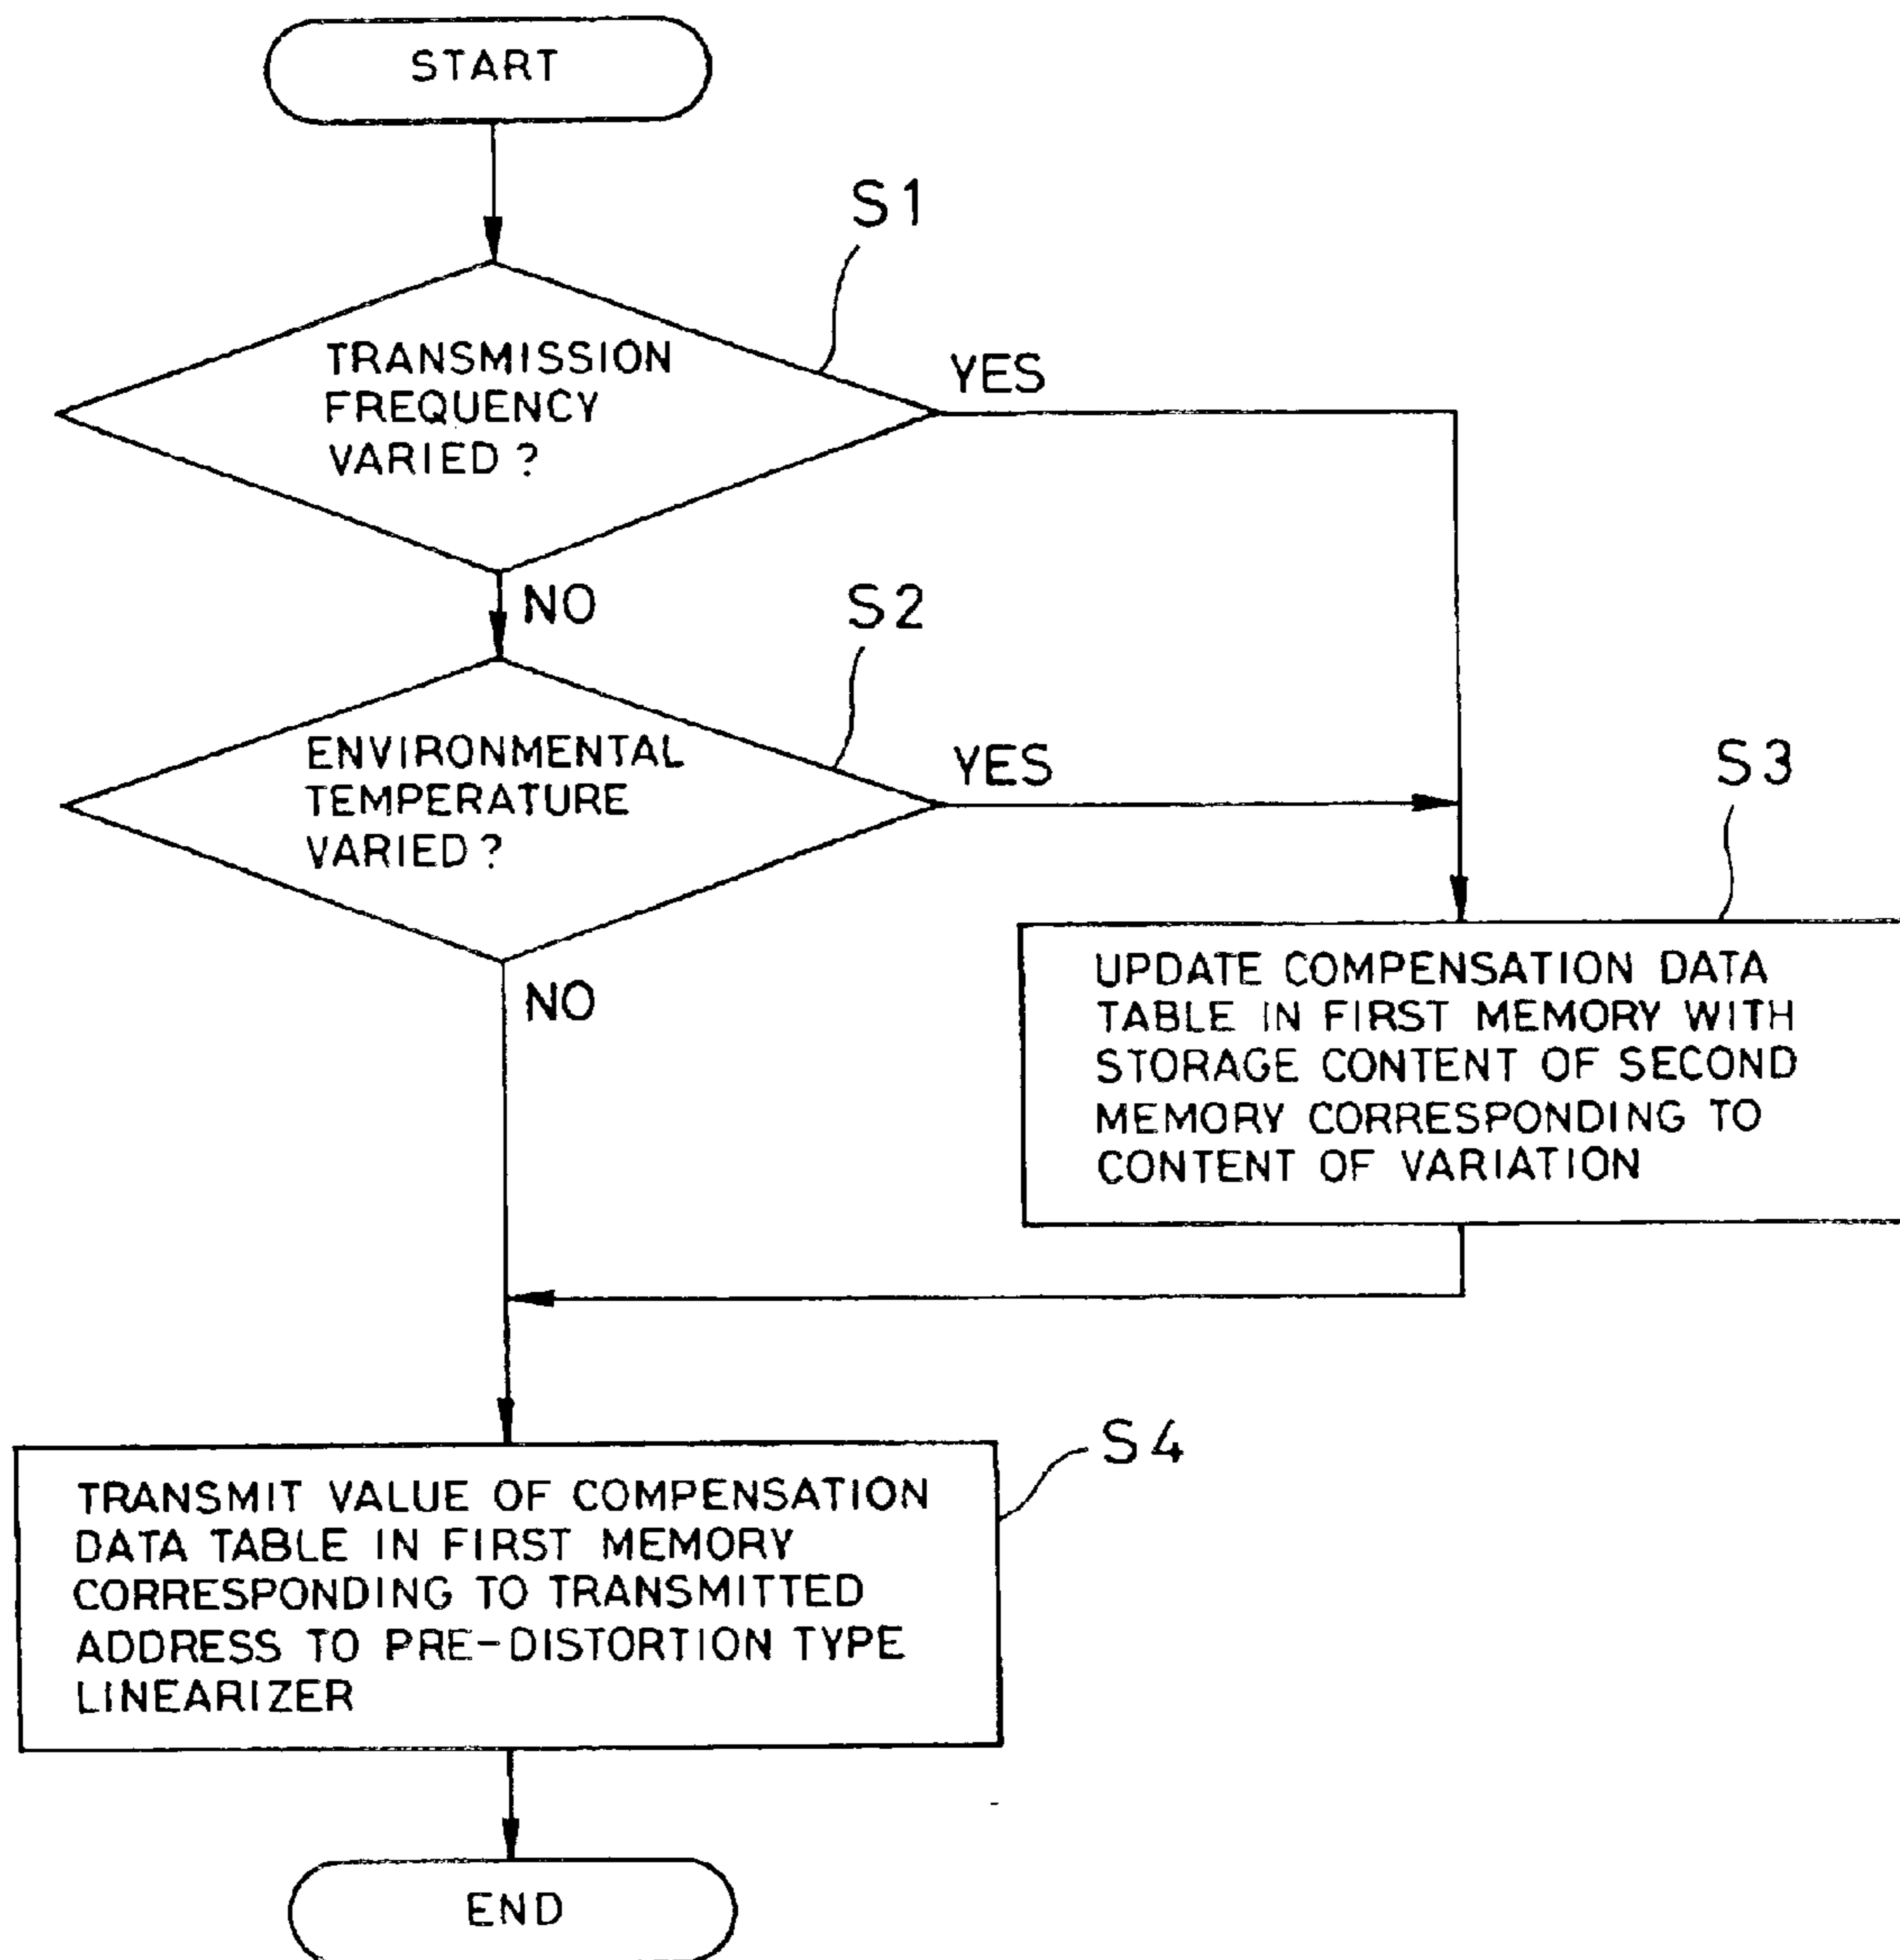 START
S1
TRANSMISSION
FREQUENCY
VARIED ?
YES
NO
S2
ENVIRONMENTAL
TEMPERATURE
VARIED ?
YES
NO
S3
UPDATE COMPENSATION DATA
TABLE IN FIRST MEMORY WITH
STORAGE CONTENT OF SECOND
MEMORY CORRESPONDING TO
CONTENT OF VARIATION
S4
TRANSMIT VALUE OF COMPENSATION
DATA TABLE IN FIRST MEMORY
CORRESPONDING TO TRANSMITTED
ADDRESS TO PRE-DISTORTION TYPE
LINEARIZER
END